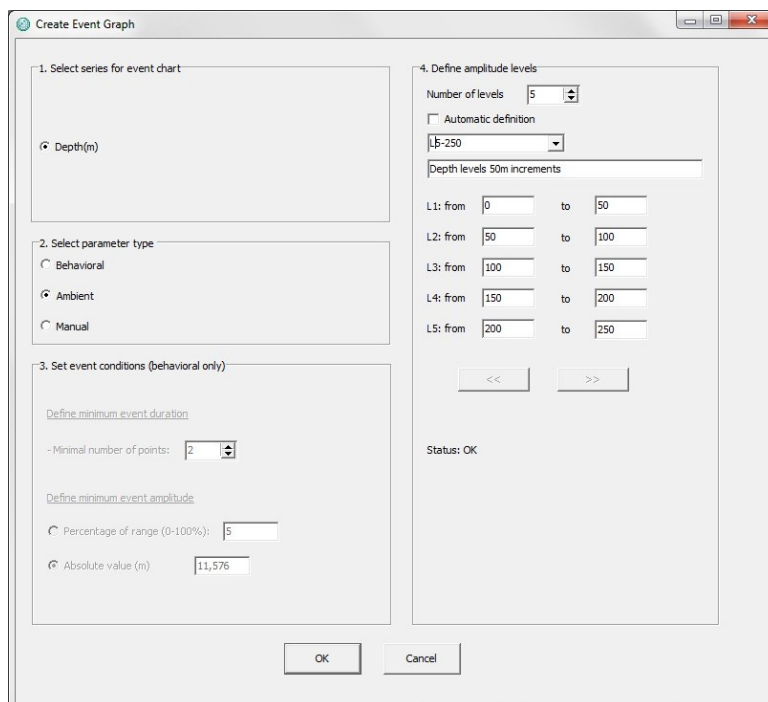 Create Event Graph
1. Select series for event chart
Depth(m)
2. Select parameter type
Behavioral
Ambient
Manual
3. Set event conditions (behavioral only)
Define minimum event duration
- Minimal number of points: 2
Define minimum event amplitude
Percentage of range (0-100%): 5
Absolute value (m) 11,576
4. Define amplitude levels
Number of levels 5
Automatic definition
L5-250
Depth levels 50m increments
L1: from 0 to 50
L2: from 50 to 100
L3: from 100 to 150
L4: from 150 to 200
L5: from 200 to 250
<< >>
Status: OK
OK Cancel